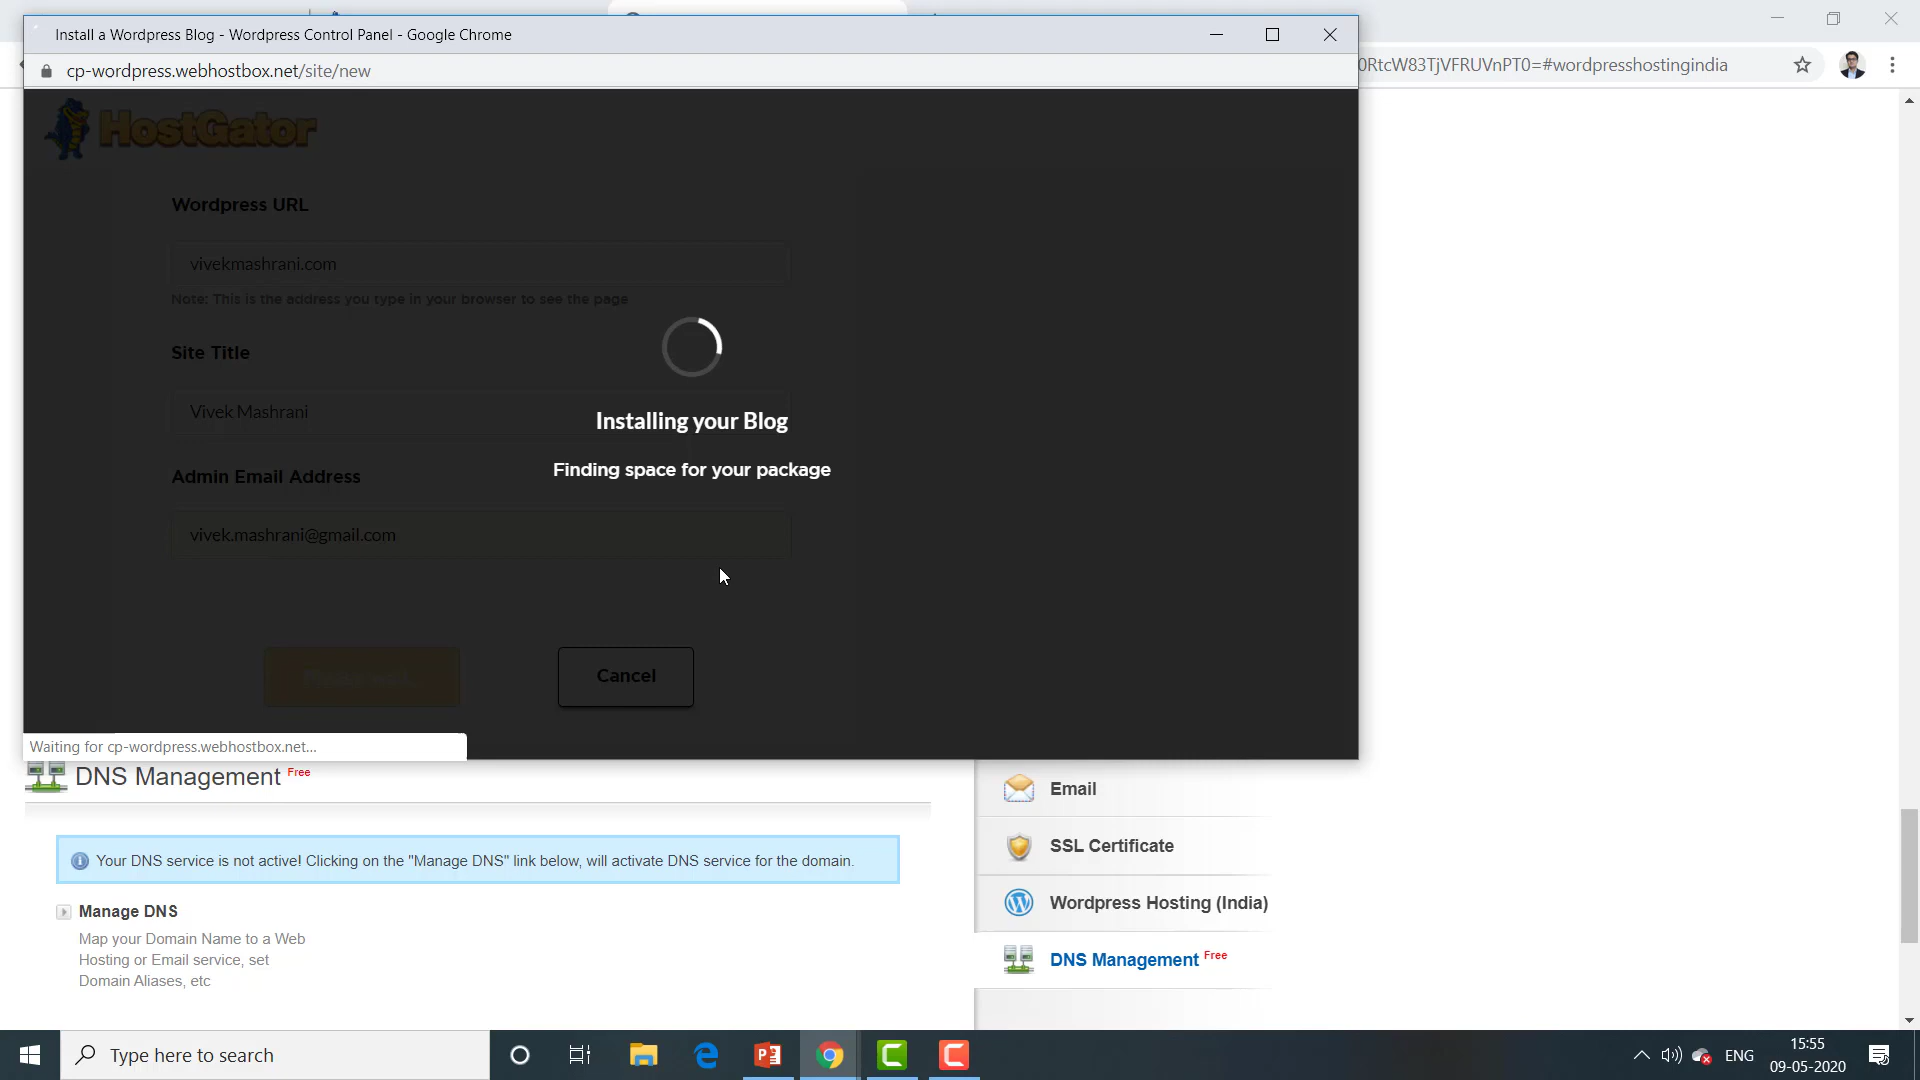 Install a Wordpress Blog - Wordpress Control Panel - Google Chrome
cp-wordpress.webhostbox.net/site/new
0RtcW83TjVFRUVnPT0=#wordpresshostingindia
HostGator
Wordpress URL
vivekmashrani.com
Note: This is the address you type in your browser to see the page
Site Title
Vivek Mashrani
Installing your Blog
Finding space for your package
Admin Email Address
vivek.mashrani@gmail.com
Cancel
Waiting for cp-wordpress.webhostbox.net...
DNS Management Free
Your DNS service is not active! Clicking on the "Manage DNS" link below, will activate DNS service for the domain.
Manage DNS
Map your Domain Name to a Web
Hosting or Email service, set
Domain Aliases, etc
Email
SSL Certificate
Wordpress Hosting (India)
DNS Management Free
Type here to search
ENG
15:55
09-05-2020